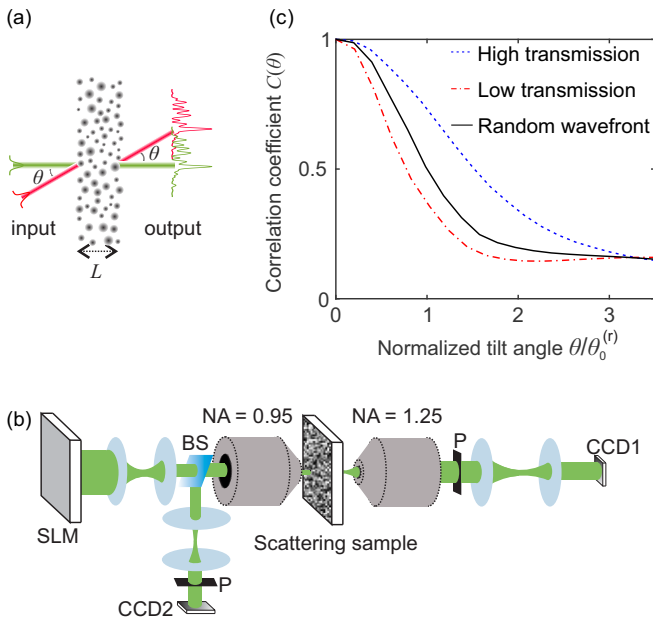 (a)
θ
θ
input
output
L
(c)
Correlation coefficient C(θ)
1
0.5
0
High transmission
Low transmission
Random wavefront
0
1
2
3
Normalized tilt angle θ/θ₀⁽ʳ⁾
(b)
NA = 0.95
NA = 1.25
BS
P
CCD1
SLM
Scattering sample
P
CCD2